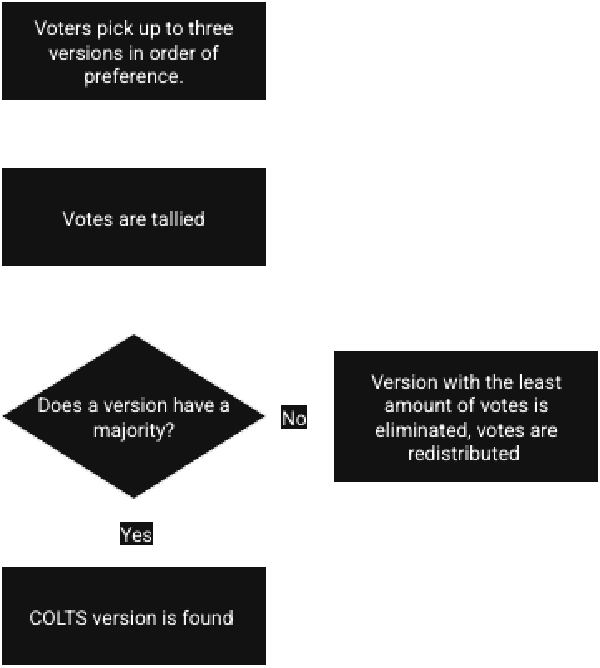 Voters pick up to three
versions in order of
preference.
Votes are tallied
Does a version have a
majority?
No
Version with the least
amount of votes is
eliminated, votes are
redistributed
Yes
COLTS version is found